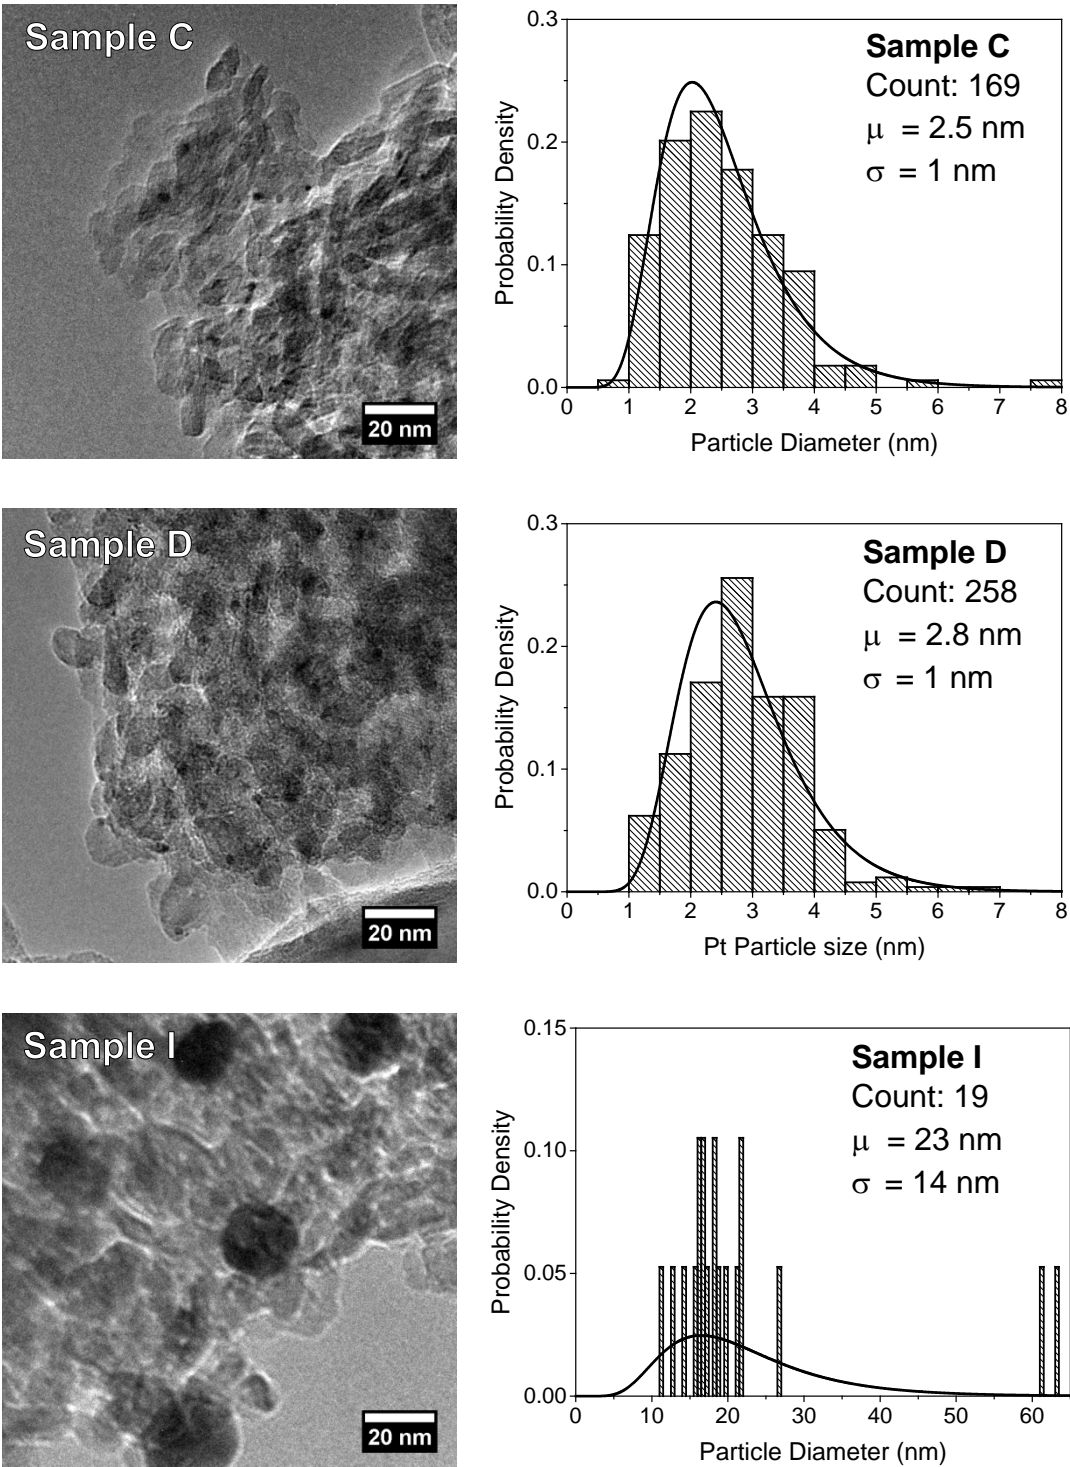 Sample C
20 nm
0.3
0.2
0.1
0.0
Probability Density
Sample C
Count: 169
μ = 2.5 nm
σ = 1 nm
0 1 2 3 4 5 6 7 8
Particle Diameter (nm)
Sample D
20 nm
0.3
0.2
0.1
0.0
Probability Density
Sample D
Count: 258
μ = 2.8 nm
σ = 1 nm
0 1 2 3 4 5 6 7 8
Pt Particle size (nm)
Sample I
20 nm
0.15
0.10
0.05
0.00
Probability Density
Sample I
Count: 19
μ = 23 nm
σ = 14 nm
0 10 20 30 40 50 60
Particle Diameter (nm)